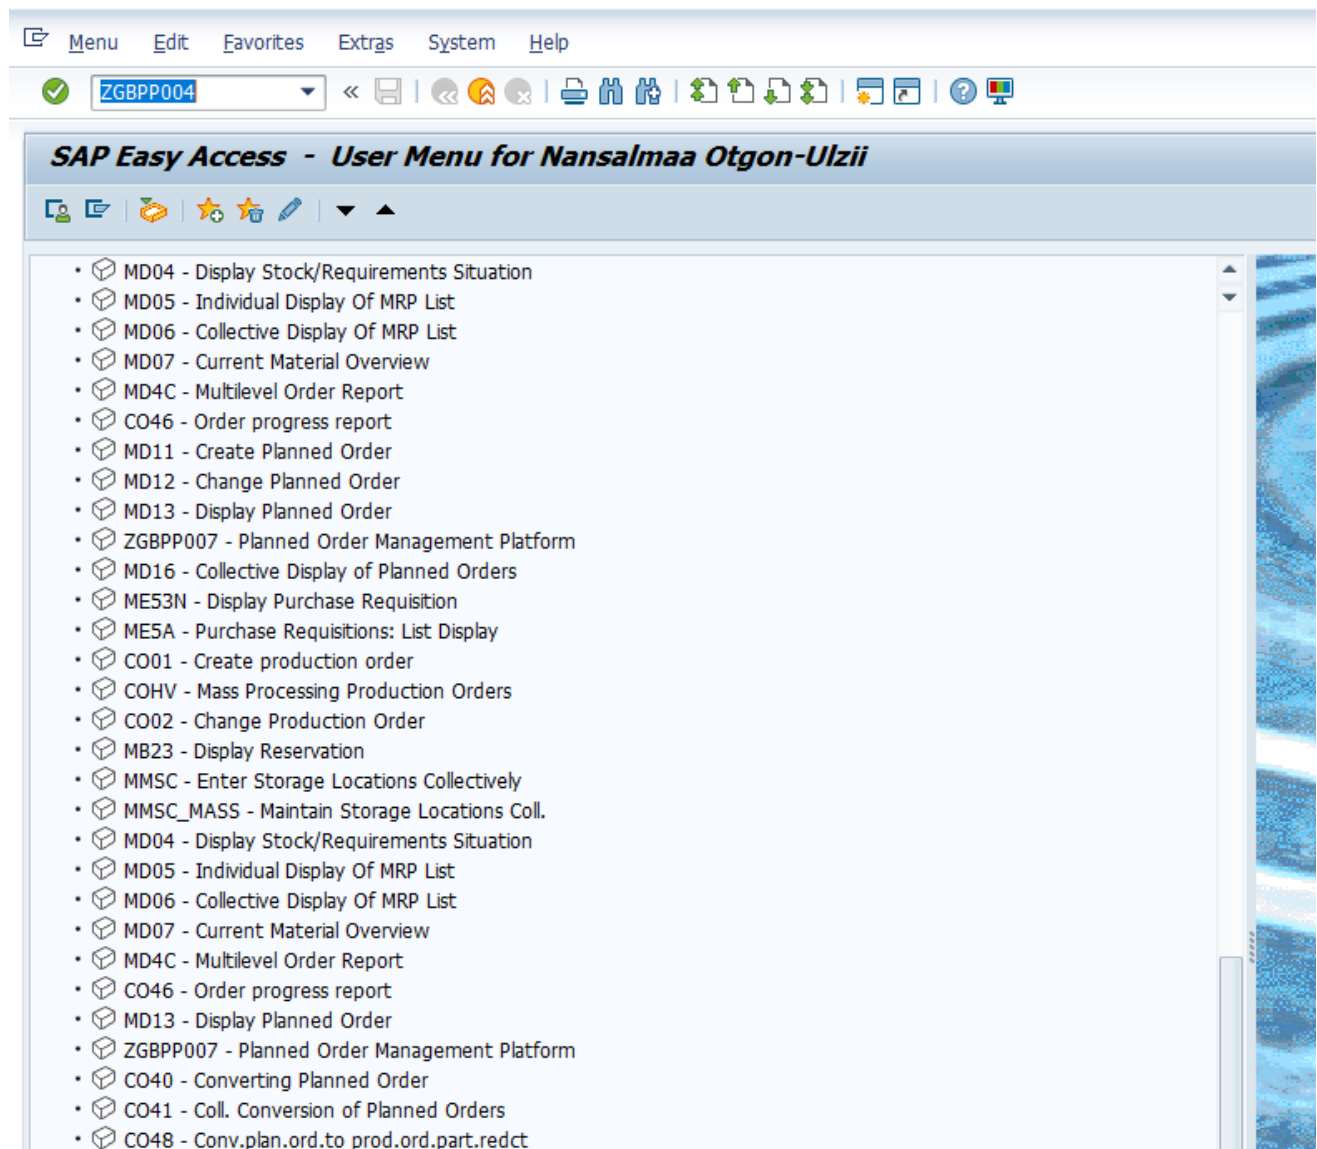 Menu Edit Favorites Extras System Help
ZGBPP004
SAP Easy Access - User Menu for Nansalmaa Otgon-Ulzii
MD04 - Display Stock/Requirements Situation
MD05 - Individual Display Of MRP List
MD06 - Collective Display Of MRP List
MD07 - Current Material Overview
MD4C - Multilevel Order Report
CO46 - Order progress report
MD11 - Create Planned Order
MD12 - Change Planned Order
MD13 - Display Planned Order
ZGBPP007 - Planned Order Management Platform
MD16 - Collective Display of Planned Orders
ME53N - Display Purchase Requisition
ME5A - Purchase Requisitions: List Display
CO01 - Create production order
COHV - Mass Processing Production Orders
CO02 - Change Production Order
MB23 - Display Reservation
MMSC - Enter Storage Locations Collectively
MMSC_MASS - Maintain Storage Locations Coll.
MD04 - Display Stock/Requirements Situation
MD05 - Individual Display Of MRP List
MD06 - Collective Display Of MRP List
MD07 - Current Material Overview
MD4C - Multilevel Order Report
CO46 - Order progress report
MD13 - Display Planned Order
ZGBPP007 - Planned Order Management Platform
CO40 - Converting Planned Order
CO41 - Coll. Conversion of Planned Orders
CO48 - Conv.plan.ord.to prod.ord.part.redct